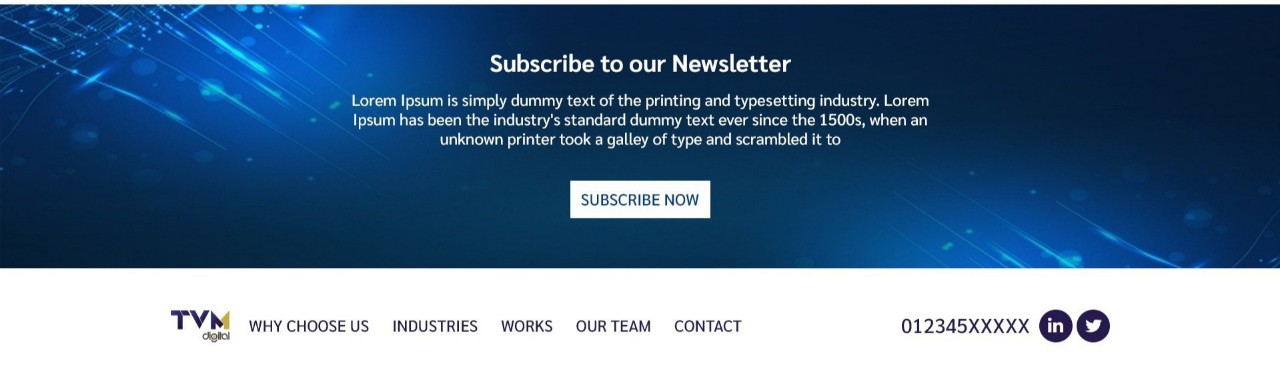 Subscribe to our Newsletter
Lorem Ipsum is simply dummy text of the printing and typesetting industry. Lorem
Ipsum has been the industry's standard dummy text ever since the 1500s, when an
unknown printer took a galley of type and scrambled it to
SUBSCRIBE NOW
TVM
digital
WHY CHOOSE US INDUSTRIES WORKS OUR TEAM CONTACT 012345XXXXX in